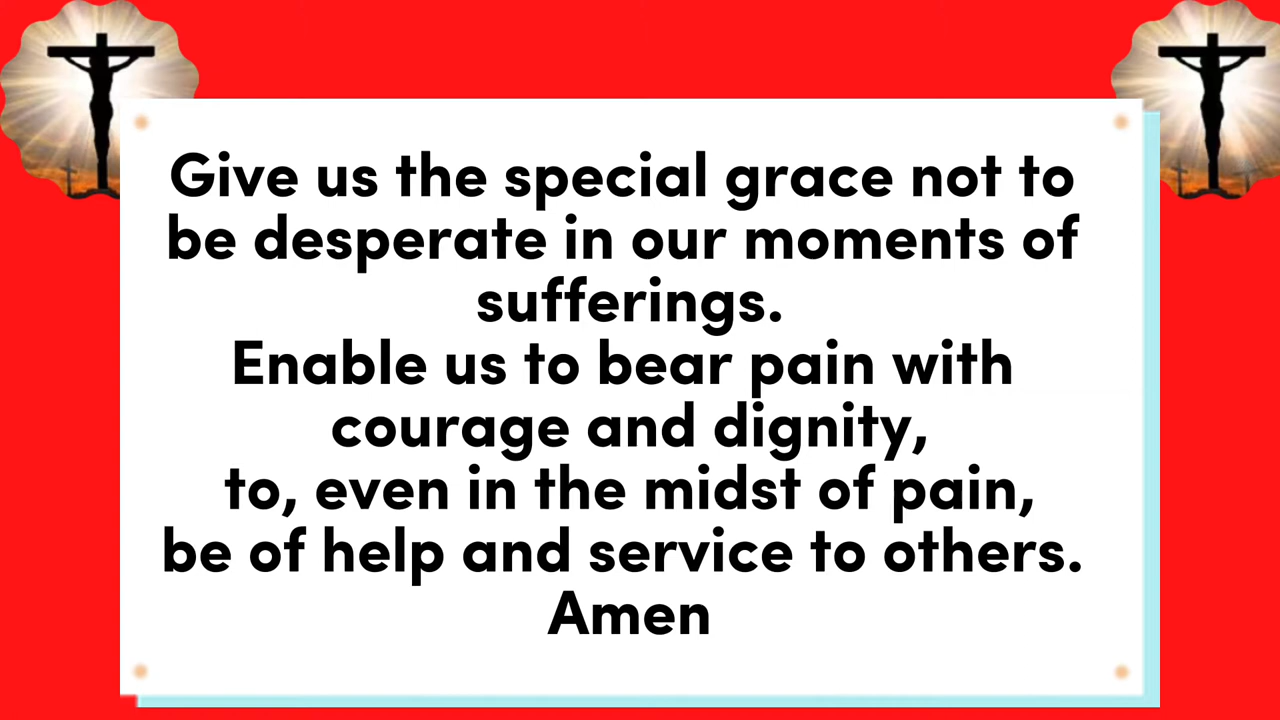 Give us the special grace not to
be desperate in our moments of
sufferings.
Enable us to bear pain with
courage and dignity,
to, even in the midst of pain,
be of help and service to others.
Amen